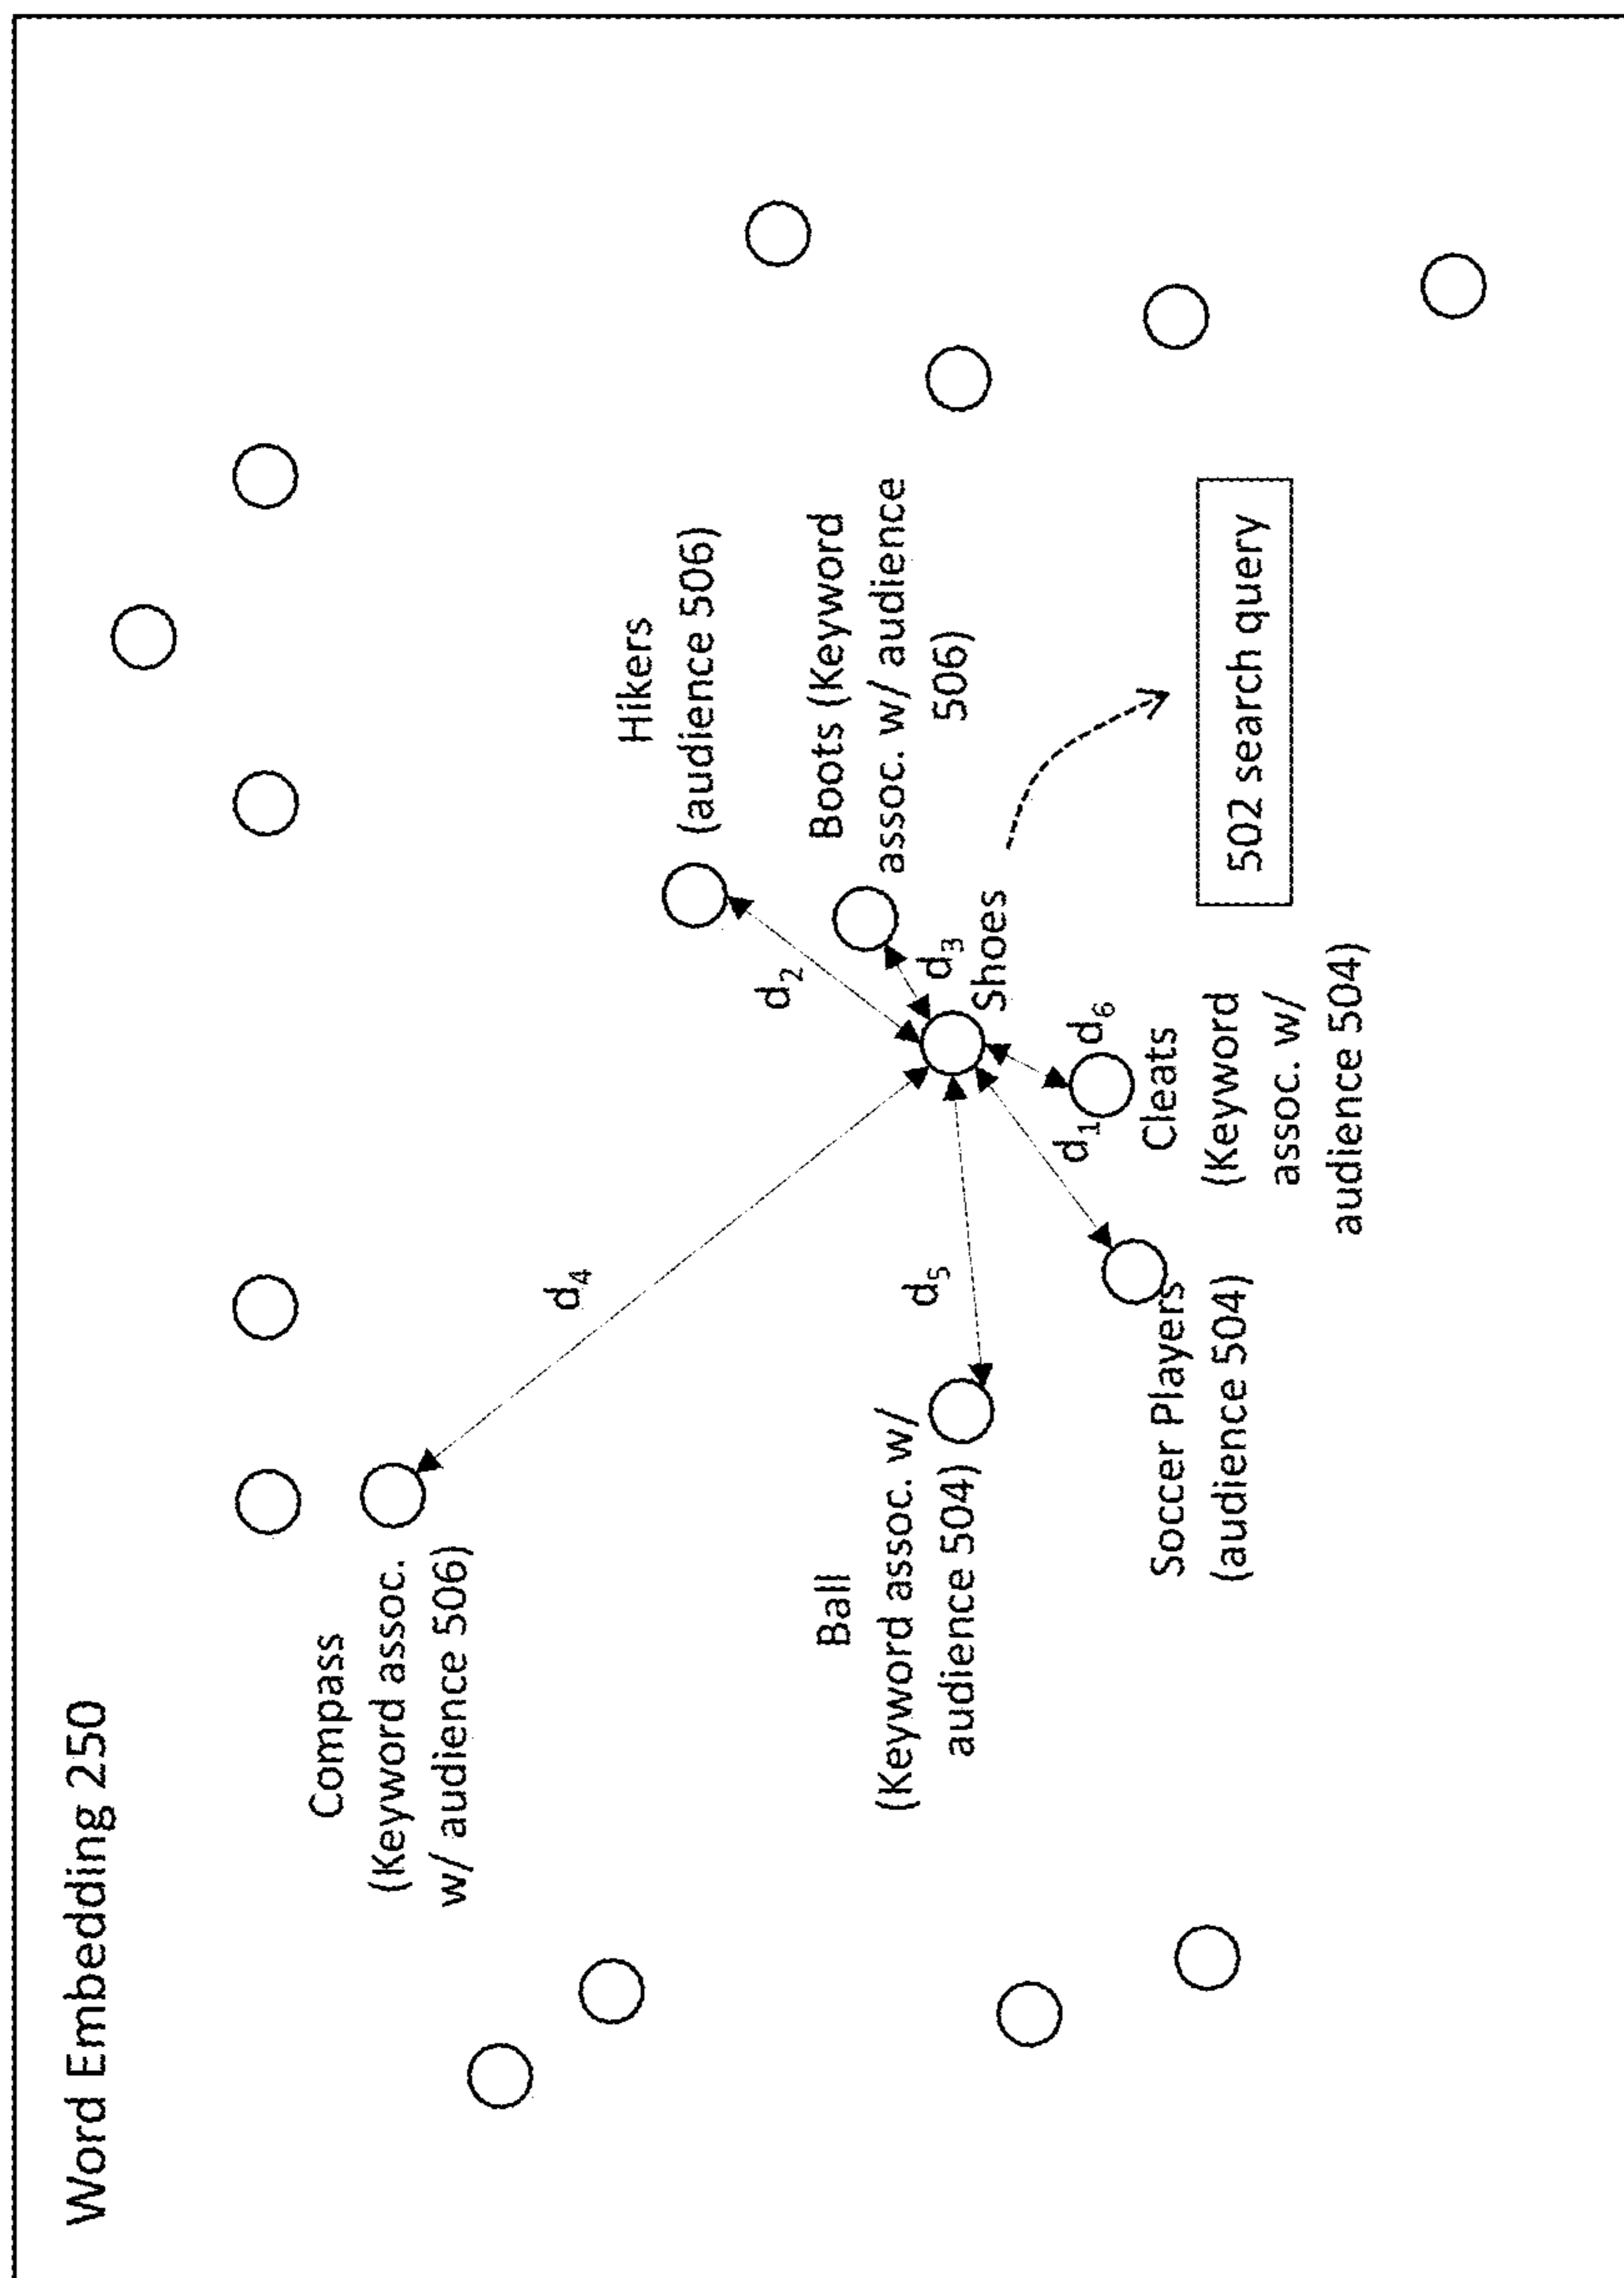 Word Embedding 250
Compass
(Keyword assoc.
w/ audience 506)
d4
Hikers
(audience 506)
d2
Boots (Keyword
assoc. w/ audience
506)
d3
Shoes
Ball
(Keyword assoc. w/
audience 504)
d5
d1
d6
Cleats
(Keyword
assoc. w/
audience 504)
Soccer Players
(audience 504)
502 search query